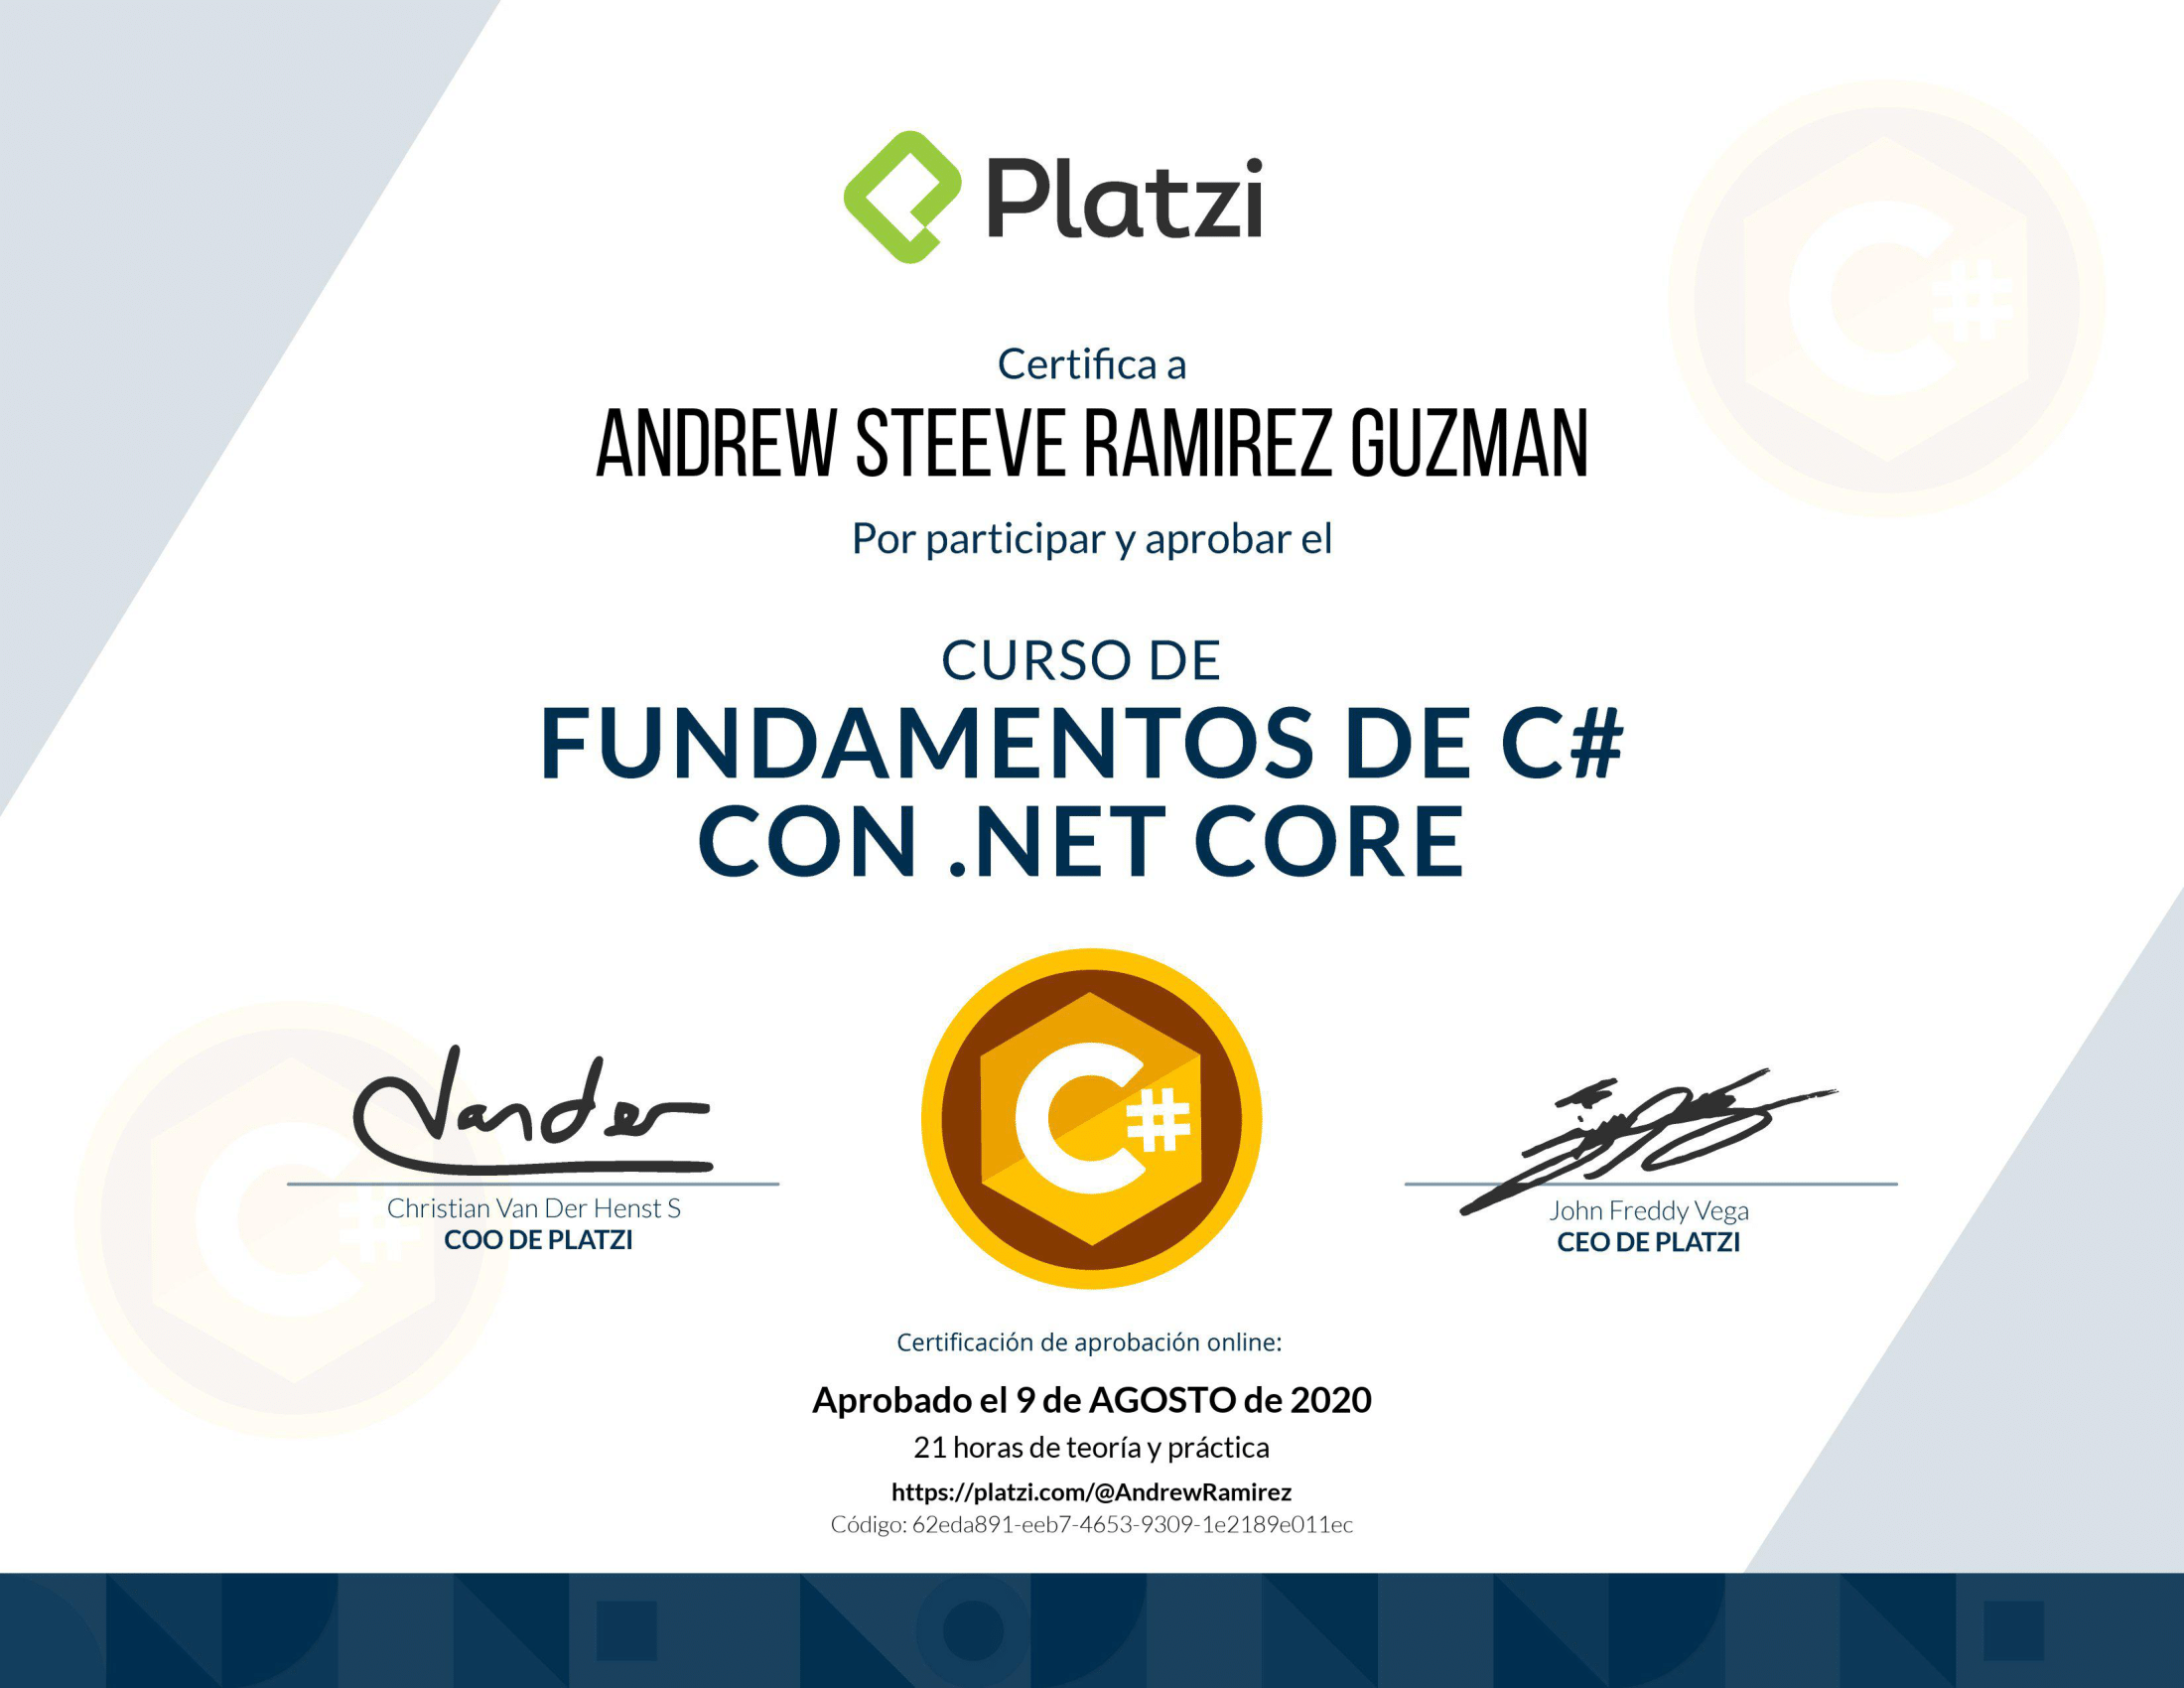 Platzi
Certifica a
ANDREW STEEVE RAMIREZ GUZMAN
Por participar y aprobar el
CURSO DE
FUNDAMENTOS DE C#
CON .NET CORE
C#
C#
C#
Vander
Christian Van Der Henst S
COO DE PLATZI
John Freddy Vega
CEO DE PLATZI
Certificación de aprobación online:
Aprobado el 9 de AGOSTO de 2020
21 horas de teoría y práctica
https://platzi.com/@AndrewRamirez
Código: 62eda891-eeb7-4653-9309-1e2189e011ec